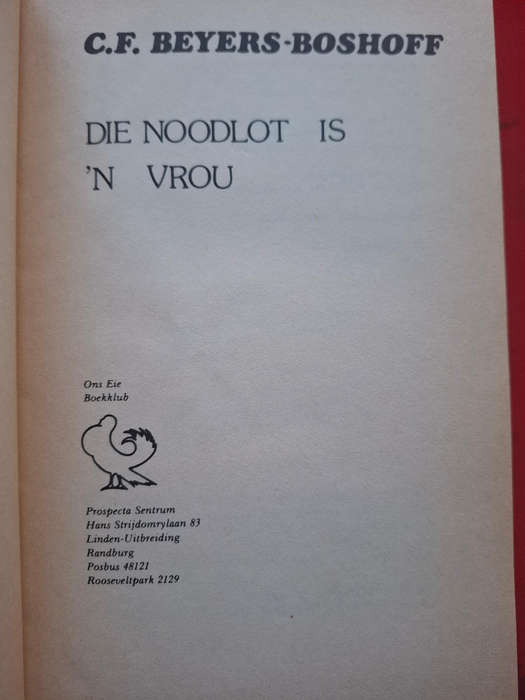 C.F. BEYERS-BOSHOFF
DIE NOODLOT IS
'N VROU
Ons Eie
Boekklub
Prospecta Sentrum
Hans Strijdomrylaan 83
Linden-Uitbreiding
Randburg
Posbus 48121
Rooseveltpark 2129